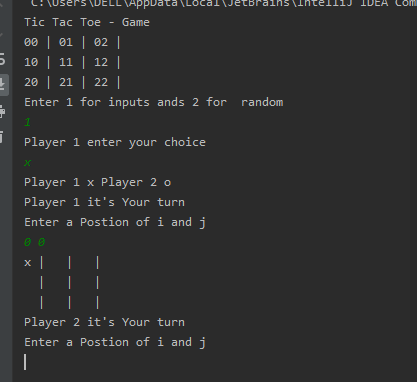 C:\Users\DELL\AppData\Local\JetBrains\IntelliJ IDEA Com
Tic Tac Toe - Game
00 | 01 | 02 |
10 | 11 | 12 |
20 | 21 | 22 |
Enter 1 for inputs ands 2 for  random
1
Player 1 enter your choice
x
Player 1 x Player 2 o
Player 1 it's Your turn
Enter a Postion of i and j
0 0
x |   |   |
  |   |   |
  |   |   |
Player 2 it's Your turn
Enter a Postion of i and j